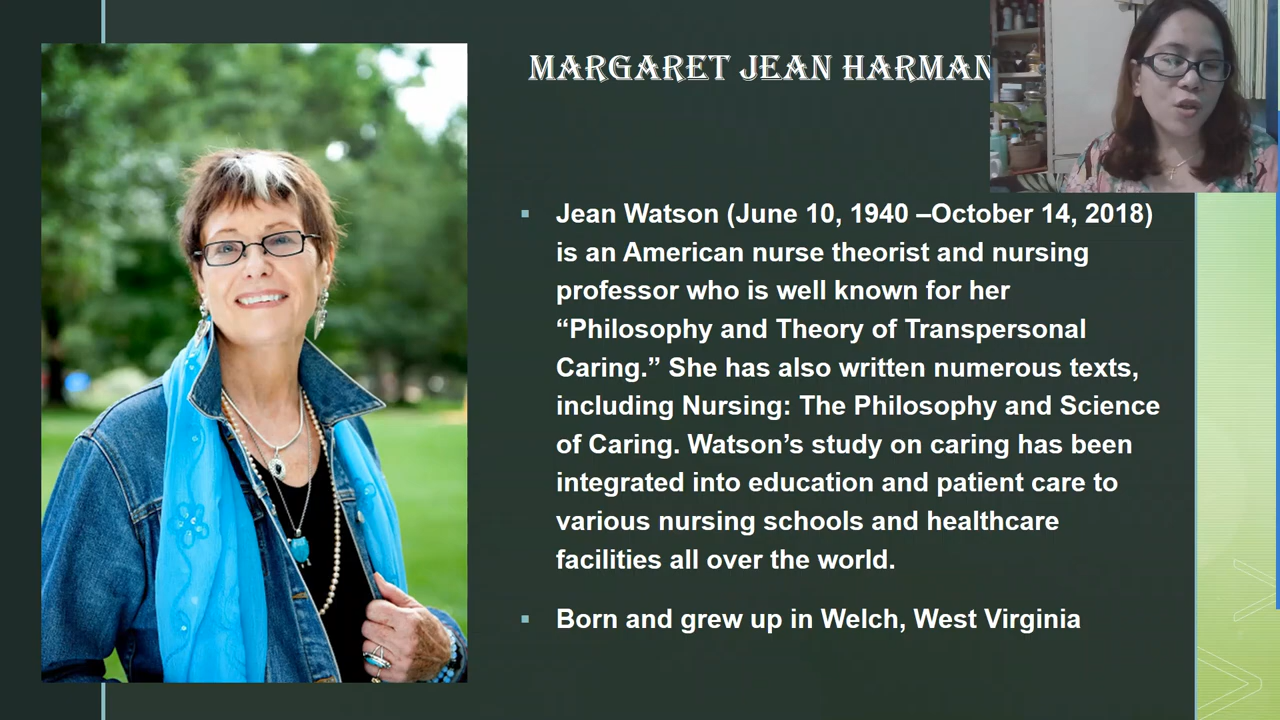 MARGARET JEAN HARMAN
▪ Jean Watson (June 10, 1940 –October 14, 2018)
is an American nurse theorist and nursing
professor who is well known for her
“Philosophy and Theory of Transpersonal
Caring.” She has also written numerous texts,
including Nursing: The Philosophy and Science
of Caring. Watson’s study on caring has been
integrated into education and patient care to
various nursing schools and healthcare
facilities all over the world.
▪ Born and grew up in Welch, West Virginia